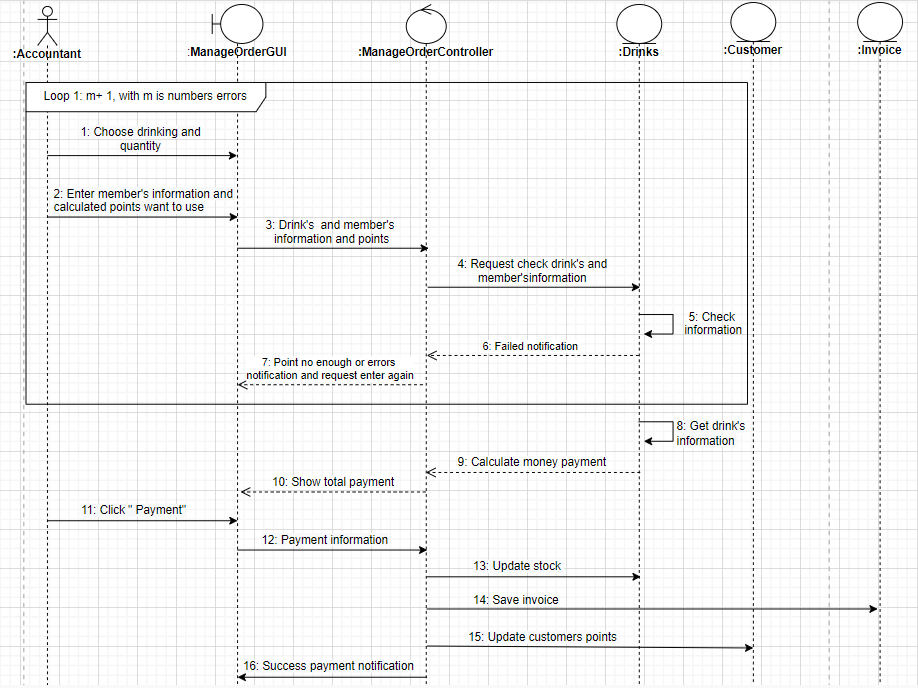 :Accountant
:ManageOrderGUI
:ManageOrderController
:Drinks
:Customer
:Invoice
Loop 1: m+ 1, with m is numbers errors
1: Choose drinking and
quantity
2: Enter member's information and
calculated points want to use
3: Drink's  and member's
information and points
4: Request check drink's and
member'sinformation
5: Check
information
6: Failed notification
7: Point no enough or errors
notification and request enter again
8: Get drink's
information
9: Calculate money payment
10: Show total payment
11: Click " Payment"
12: Payment information
13: Update stock
14: Save invoice
15: Update customers points
16: Success payment notification